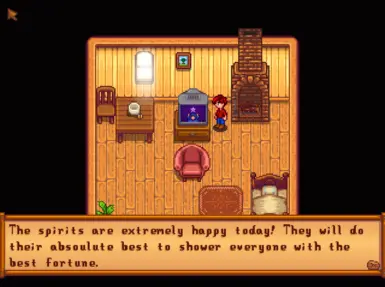 The spirits are extremely happy today! They will do
their absoulute best to shower everyone with the
best fortune.